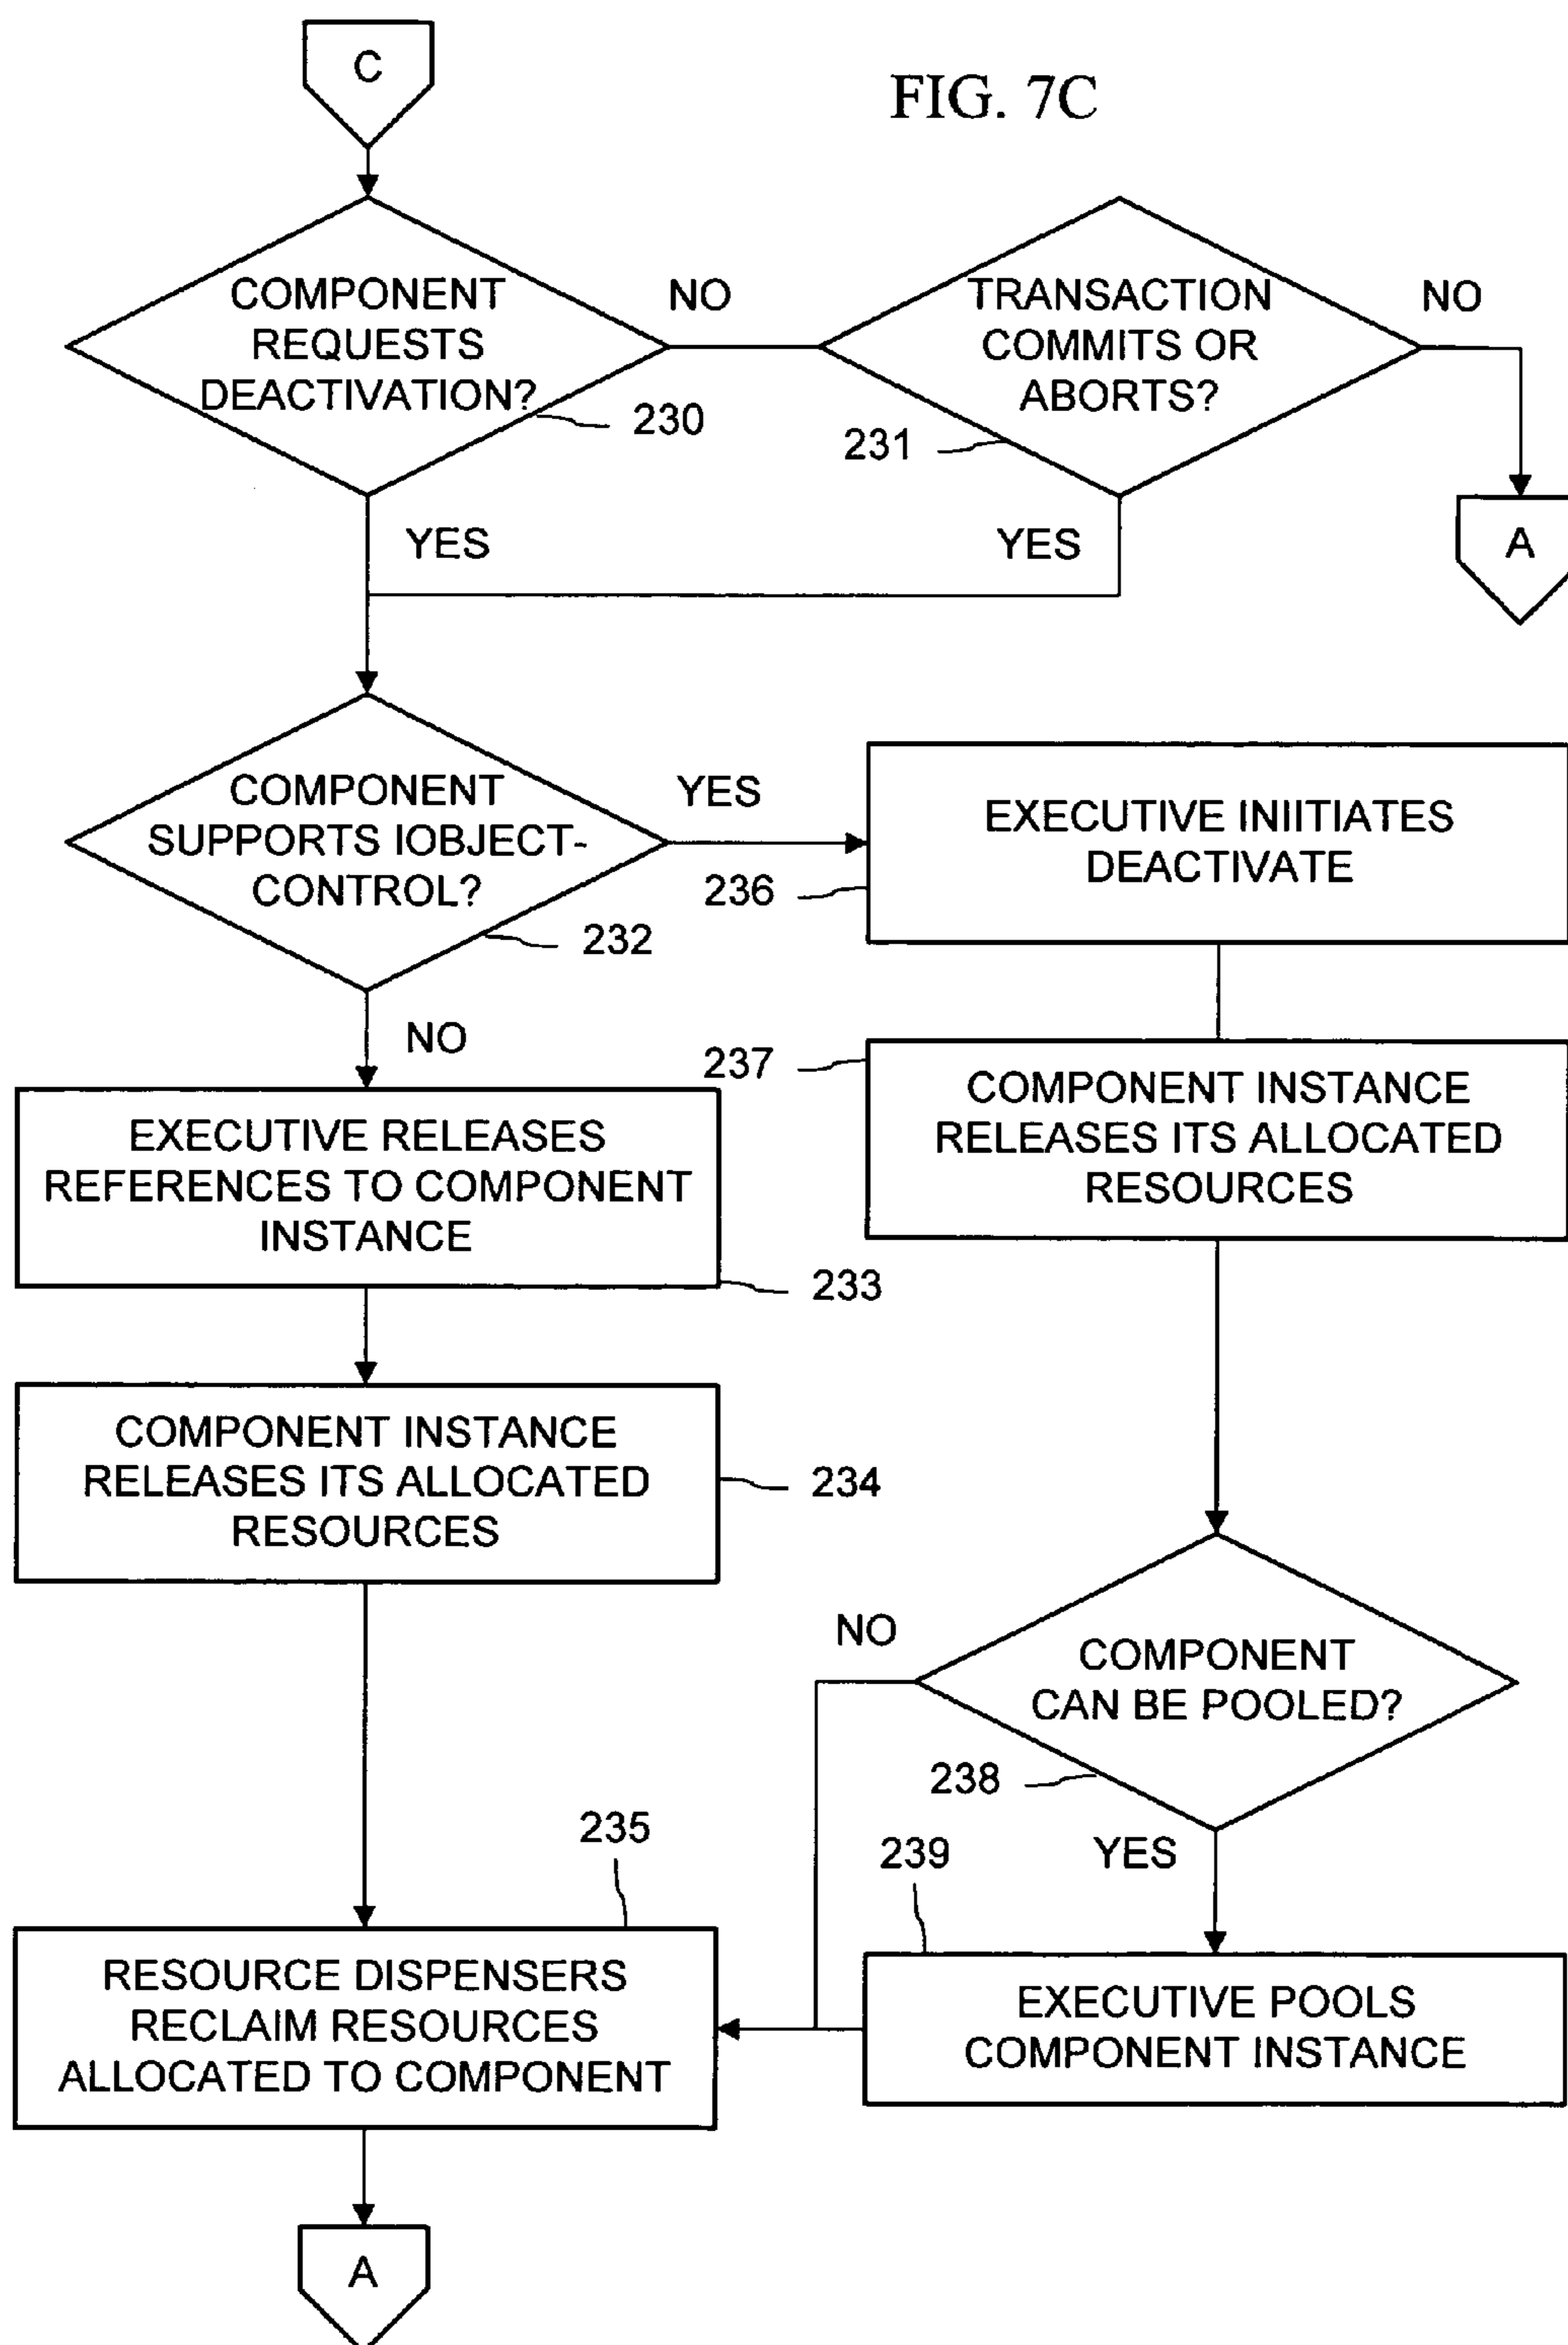 C
FIG. 7C
COMPONENT
REQUESTS
DEACTIVATION?
230
NO
TRANSACTION
COMMITS OR
ABORTS?
231
NO
A
YES
YES
COMPONENT
SUPPORTS IOBJECT-
CONTROL?
232
YES
EXECUTIVE INIITIATES
DEACTIVATE
236
NO
237
COMPONENT INSTANCE
RELEASES ITS ALLOCATED
RESOURCES
EXECUTIVE RELEASES
REFERENCES TO COMPONENT
INSTANCE
233
COMPONENT INSTANCE
RELEASES ITS ALLOCATED
RESOURCES
234
NO
COMPONENT
CAN BE POOLED?
238
YES
235
239
RESOURCE DISPENSERS
RECLAIM RESOURCES
ALLOCATED TO COMPONENT
EXECUTIVE POOLS
COMPONENT INSTANCE
A